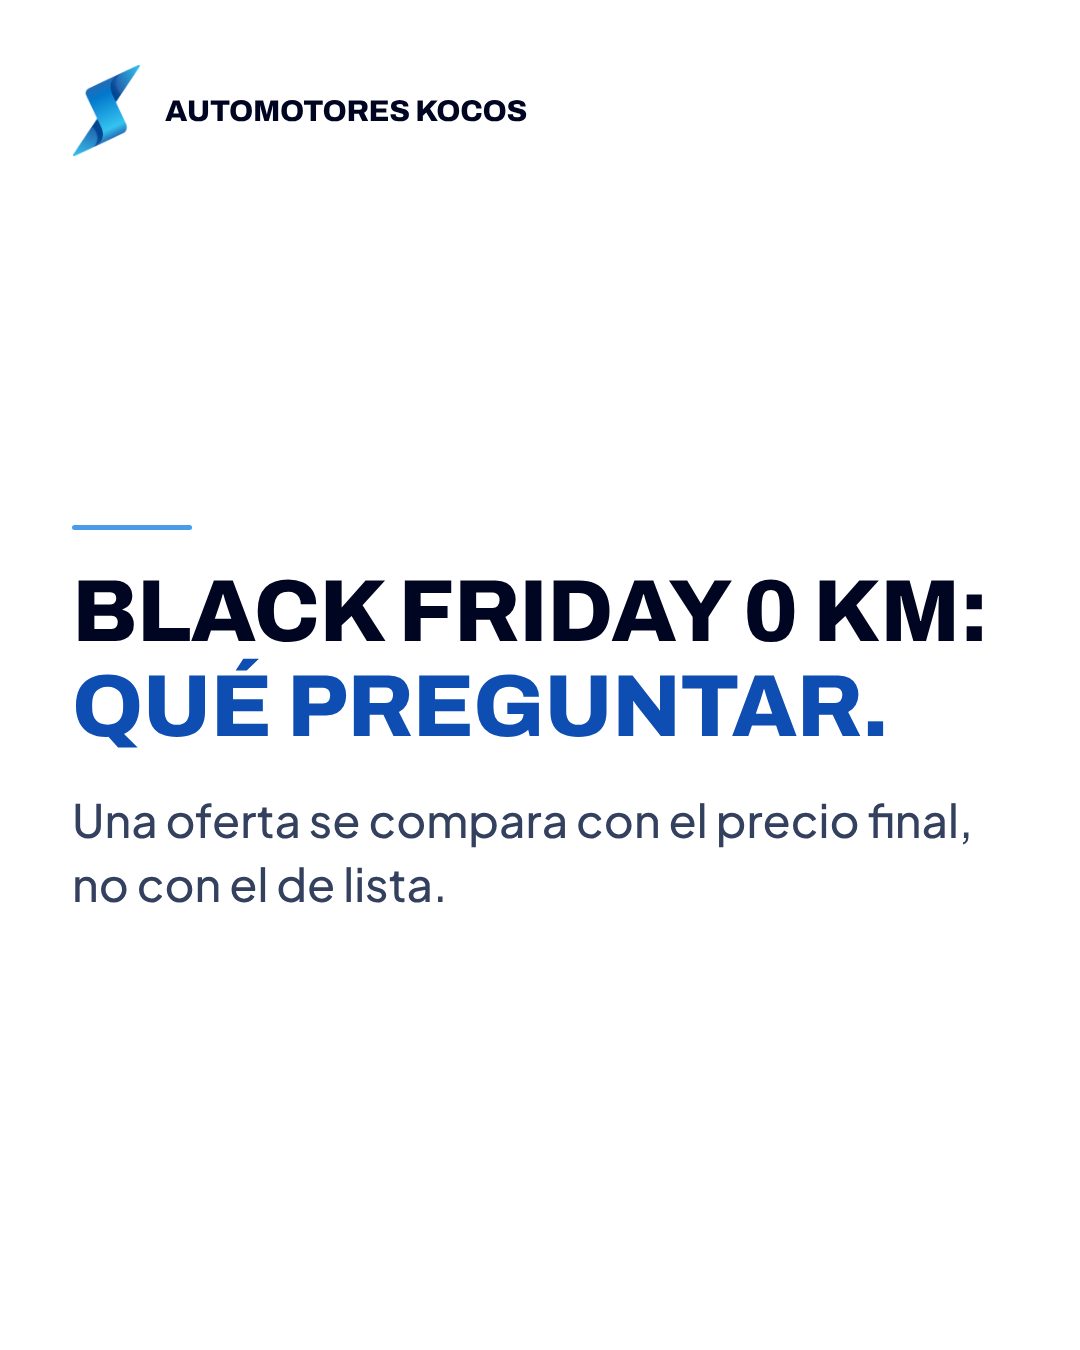 AUTOMOTORES KOCOS
BLACK FRIDAY 0 KM:
QUÉ PREGUNTAR.
Una oferta se compara con el precio final,
no con el de lista.